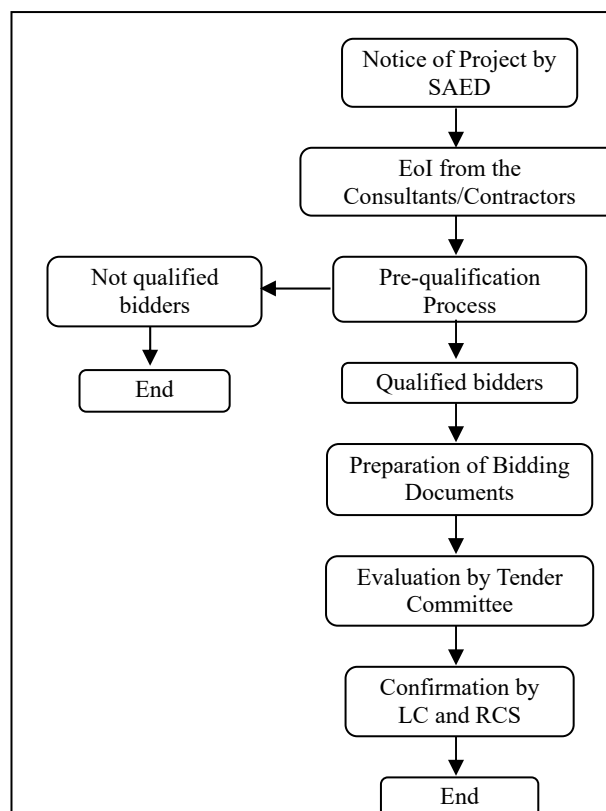 Notice of Project by
SAED
EoI from the
Consultants/Contractors
Not qualified
bidders
Pre-qualification
Process
End
Qualified bidders
Preparation of Bidding
Documents
Evaluation by Tender
Committee
Confirmation by
LC and RCS
End